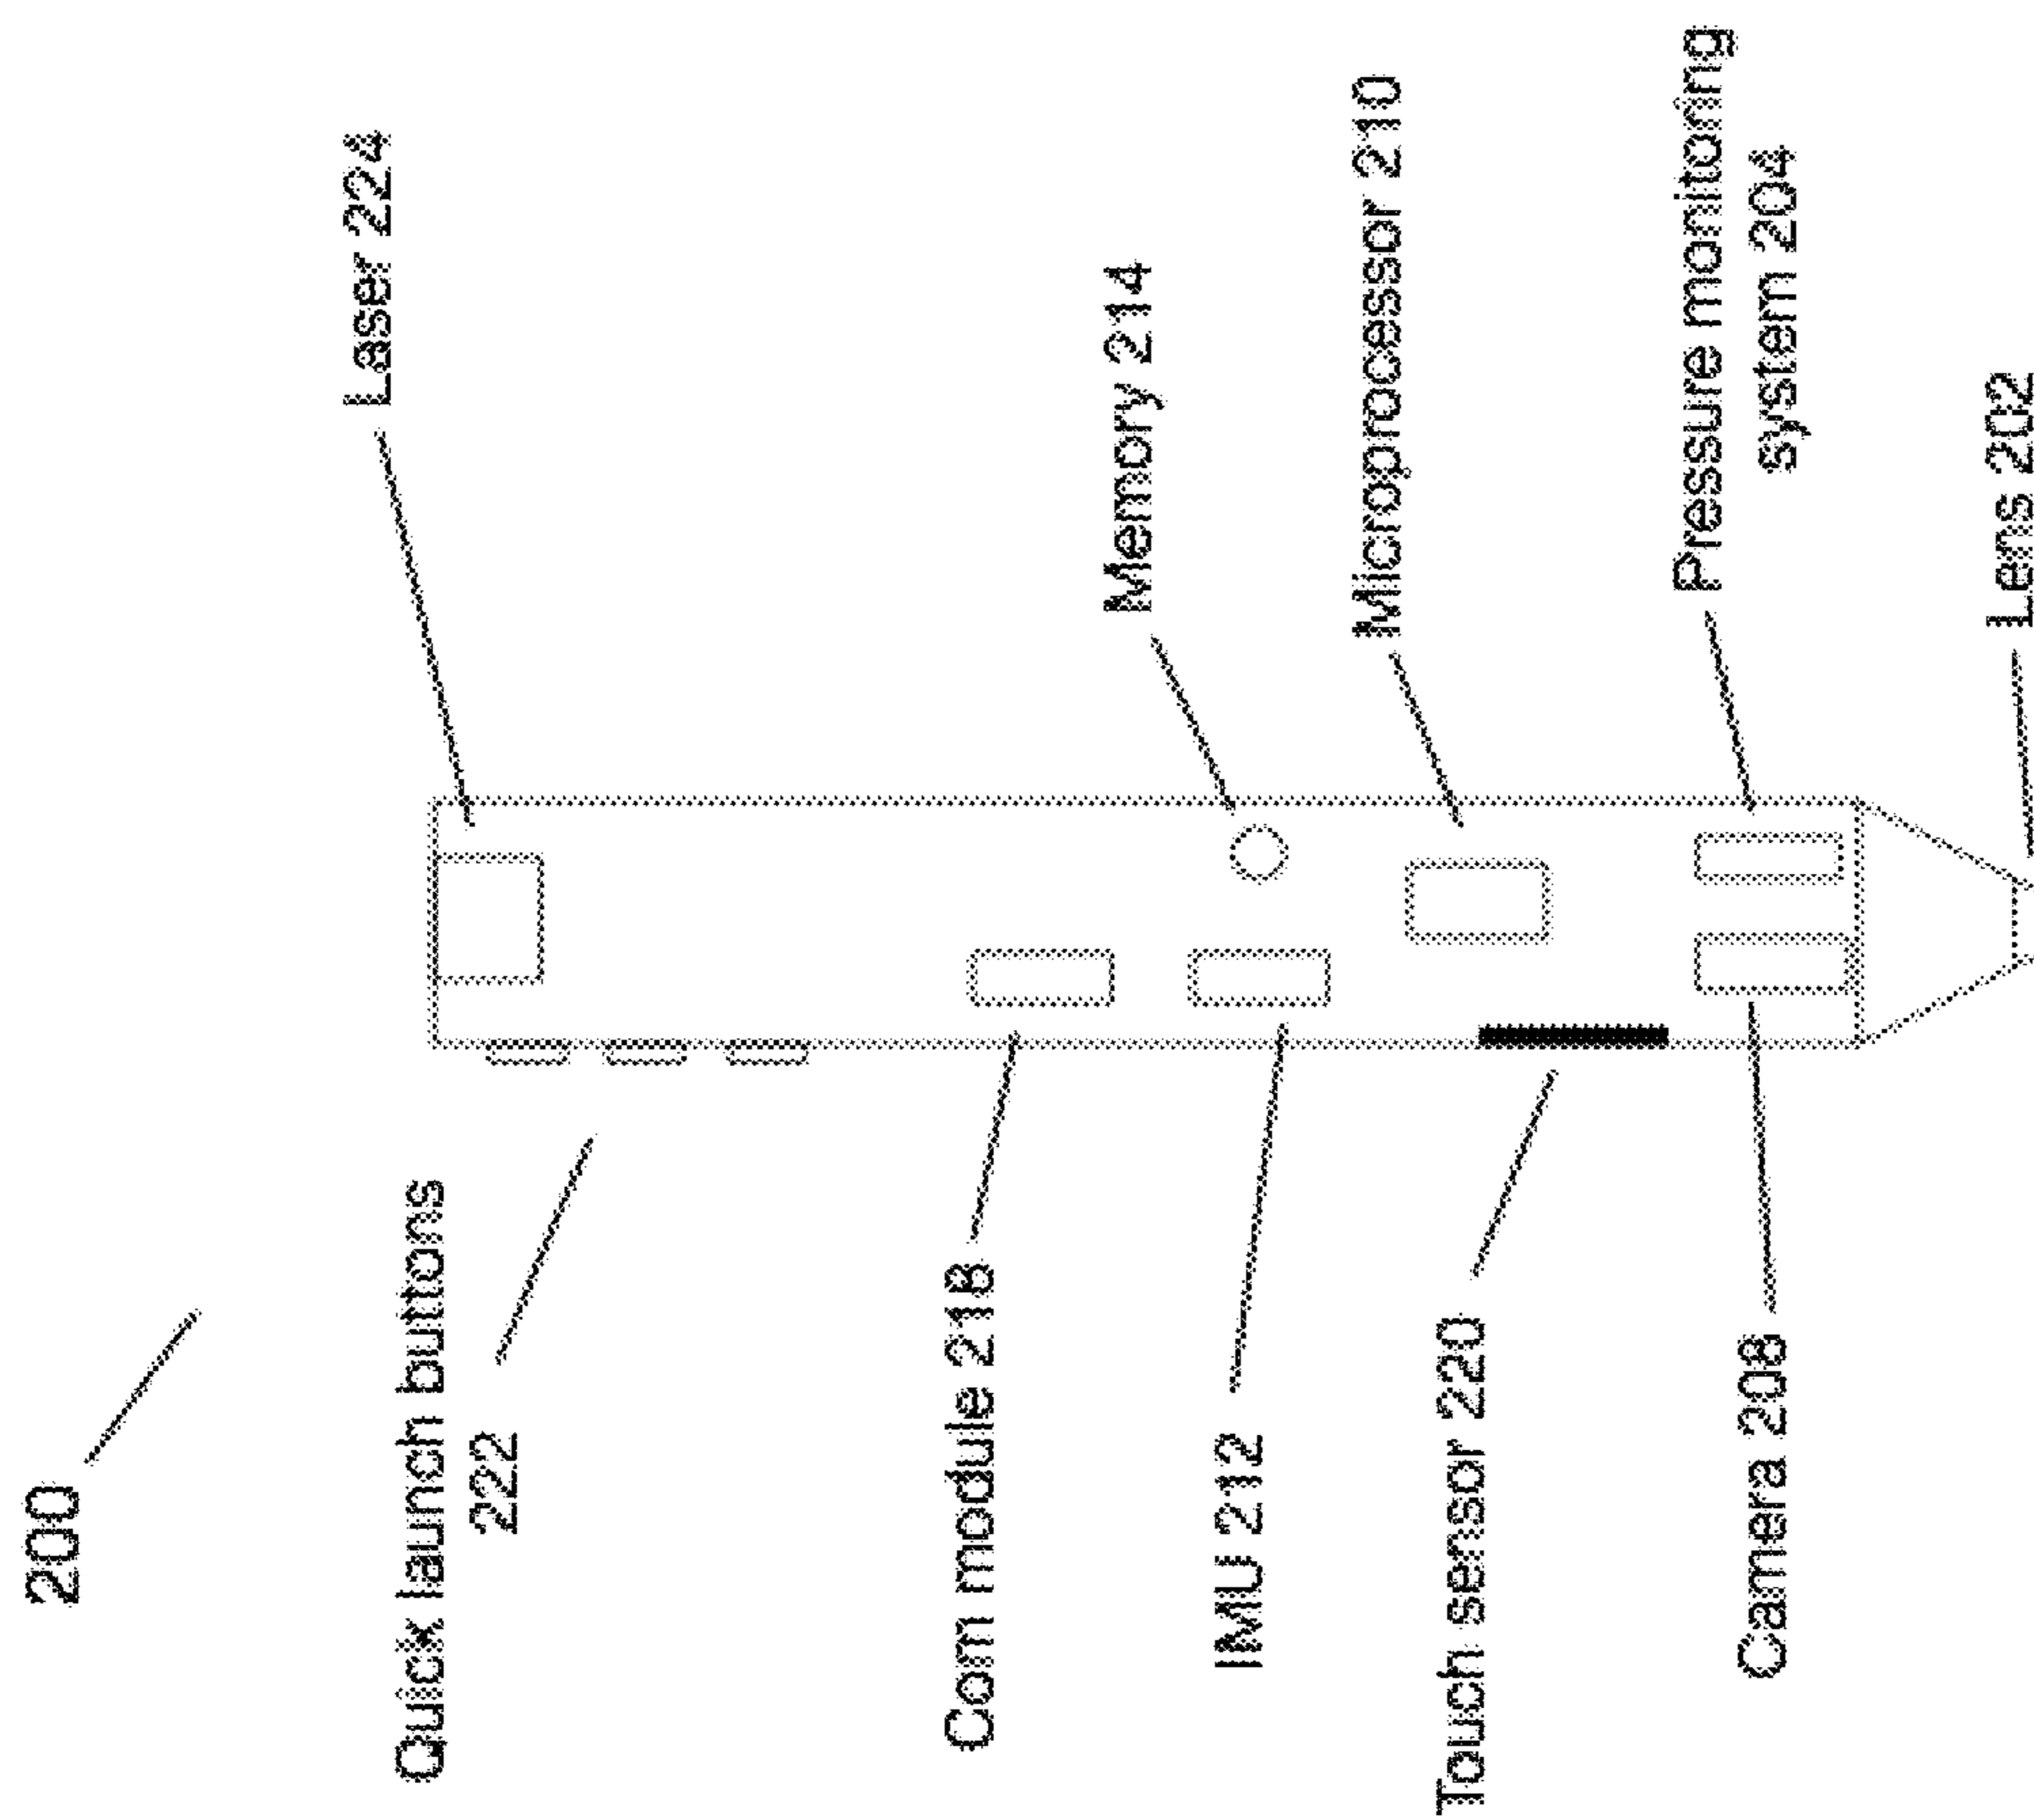 200
Quick launch buttons
222
Com module 218
IMU 212
Touch sensor 220
Camera 208
Laser 224
Memory 214
Microprocessor 210
Pressure monitoring
system 204
Lens 202